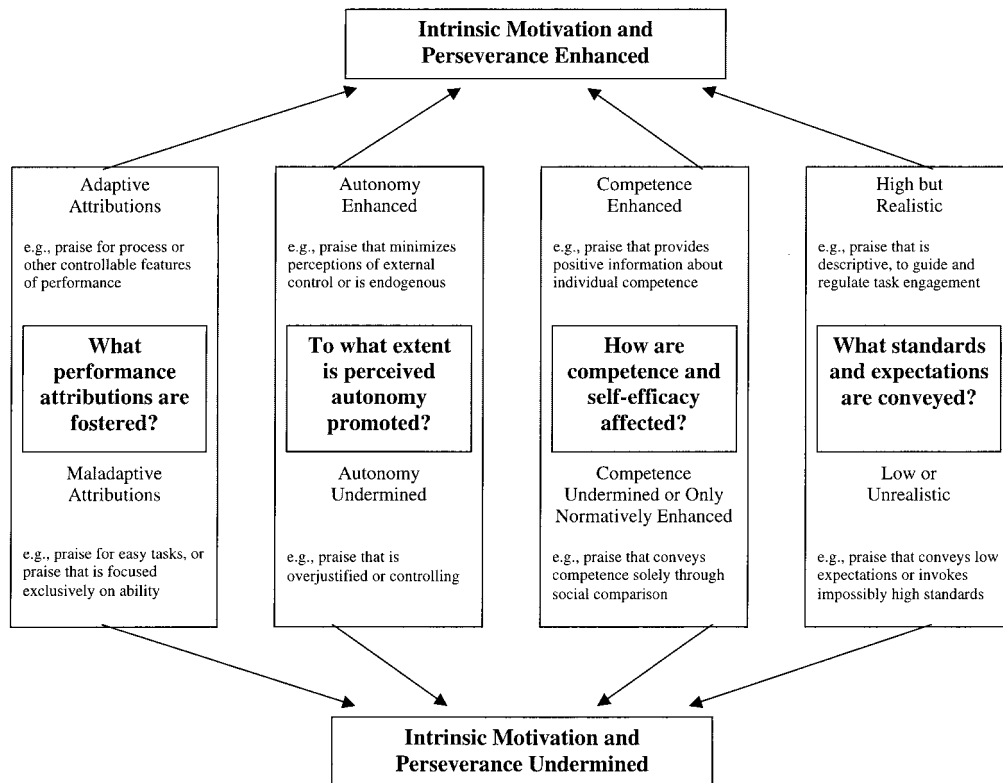 Intrinsic Motivation and
Perseverance Enhanced
Adaptive
Attributions
e.g., praise for process or
other controllable features
of performance
What
performance
attributions are
fostered?
Maladaptive
Attributions
e.g., praise for easy tasks, or
praise that is focused
exclusively on ability
Autonomy
Enhanced
e.g., praise that minimizes
perceptions of external
control or is endogenous
To what extent
is perceived
autonomy
promoted?
Autonomy
Undermined
e.g., praise that is
overjustified or controlling
Competence
Enhanced
e.g., praise that provides
positive information about
individual competence
How are
competence and
self-efficacy
affected?
Competence
Undermined or Only
Normatively Enhanced
e.g., praise that conveys
competence solely through
social comparison
High but
Realistic
e.g., praise that is
descriptive, to guide and
regulate task engagement
What standards
and expectations
are conveyed?
Low or
Unrealistic
e.g., praise that conveys low
expectations or invokes
impossibly high standards
Intrinsic Motivation and
Perseverance Undermined